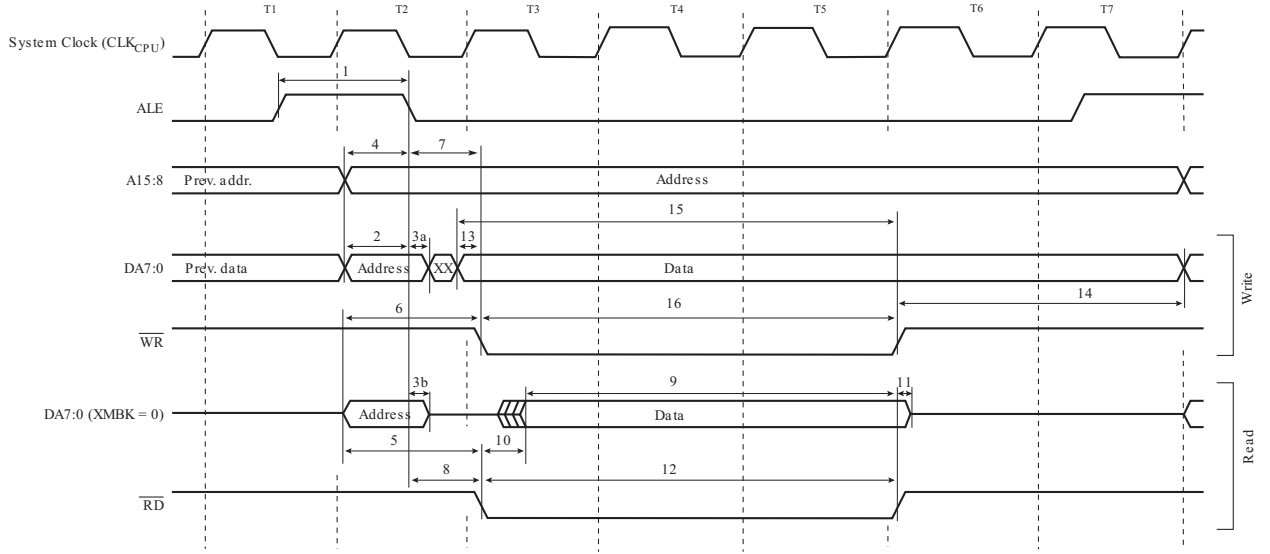 T1 T2 T3 T4 T5 T6 T7
System Clock (CLKCPU)
1
ALE
4 7
A15:8 Prev. addr. Address
15
2 3a 13
DA7:0 Prev. data Address XX Data
14
6 16
WR
Write
3b 9 11
DA7:0 (XMBK = 0) Address Data
5 10
8 12
RD
Read